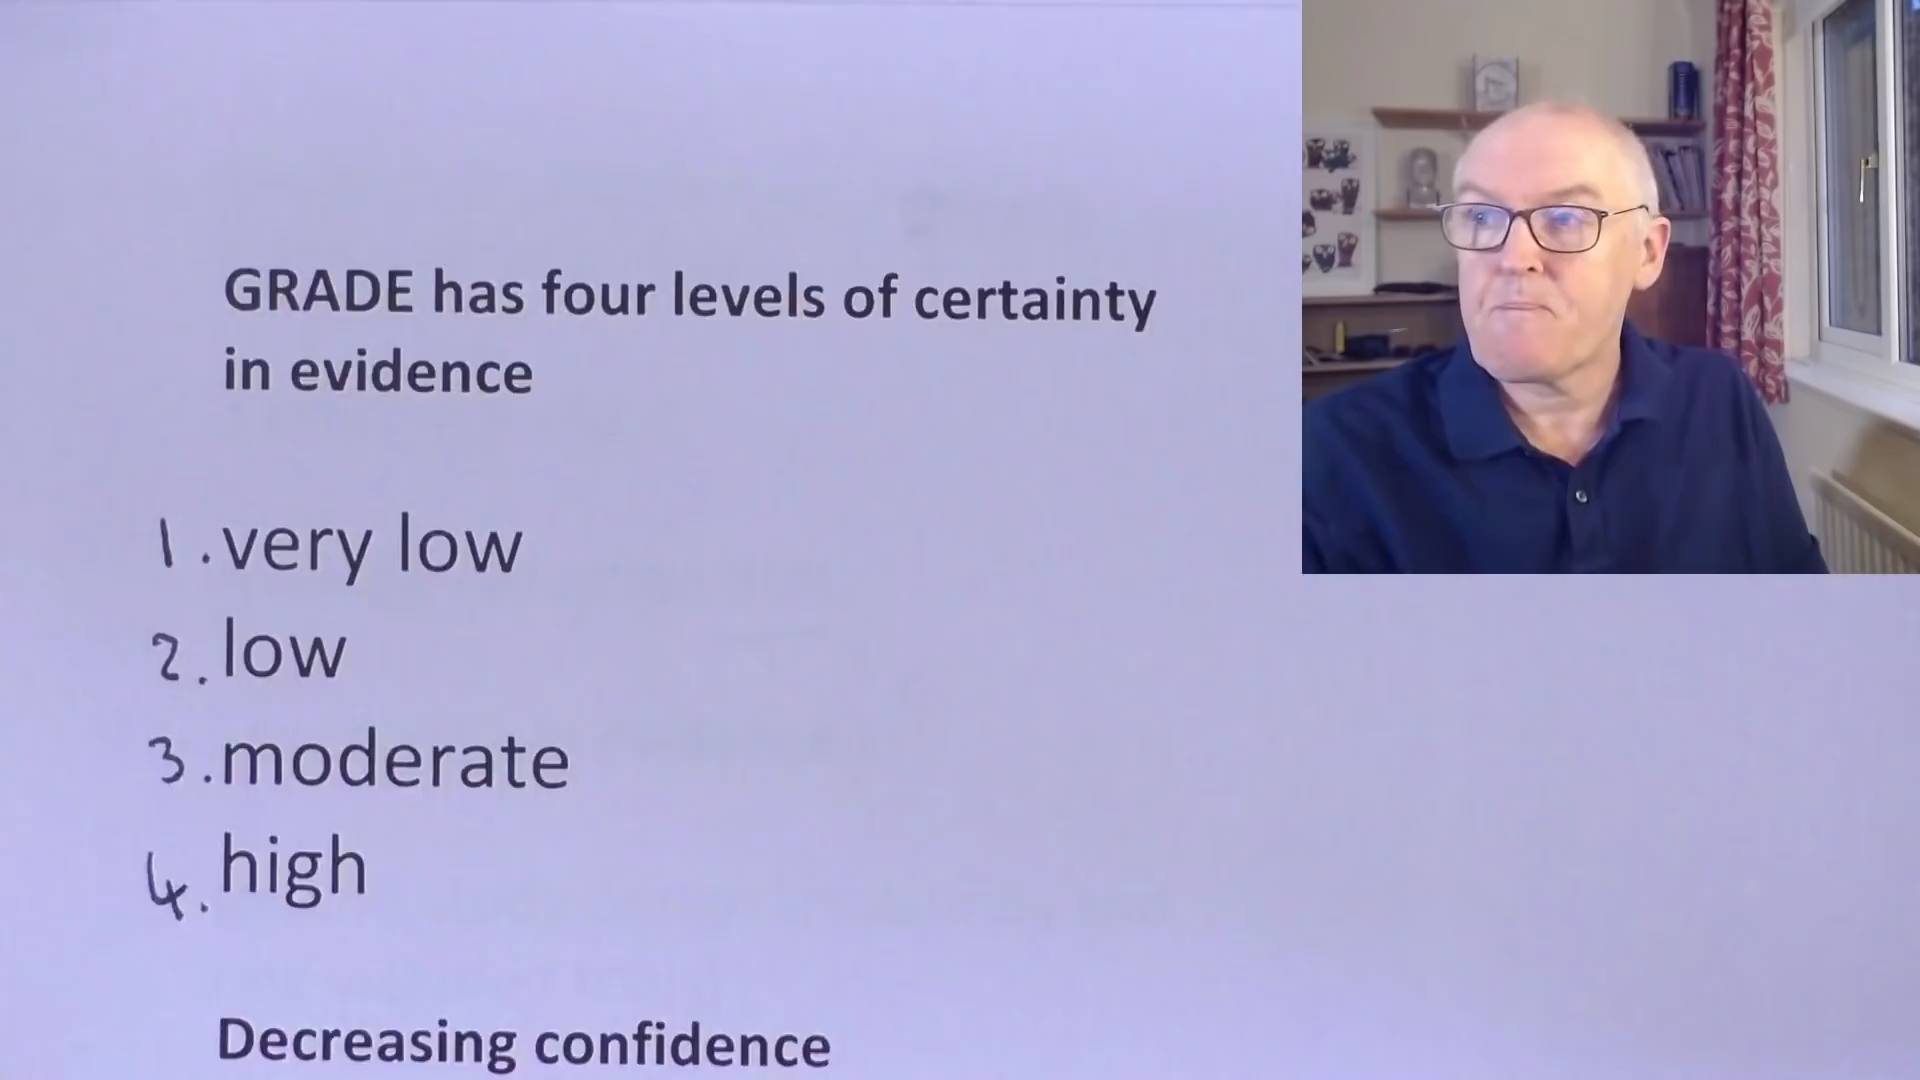 GRADE has four levels of certainty
in evidence
1. very low
2. low
3. moderate
4. high
Decreasing confidence